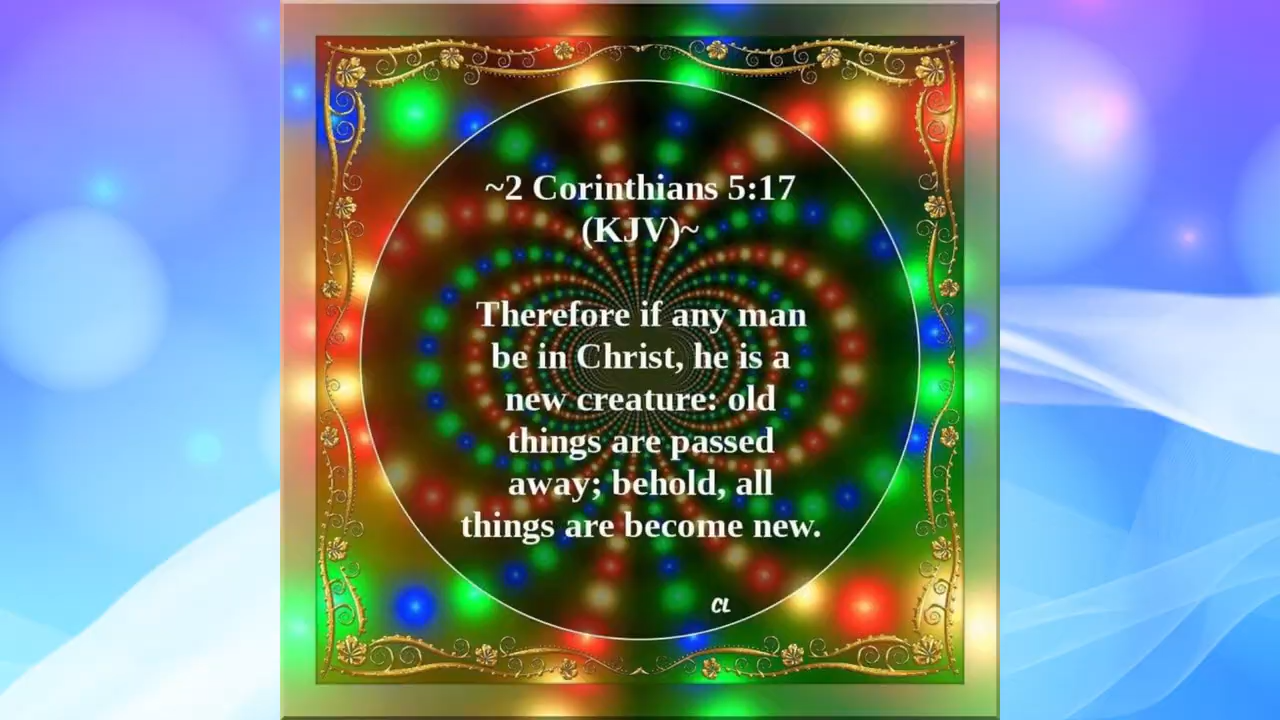 ~2 Corinthians 5:17
(KJV)~
Therefore if any man
be in Christ, he is a
new creature: old
things are passed
away; behold, all
things are become new.
CL